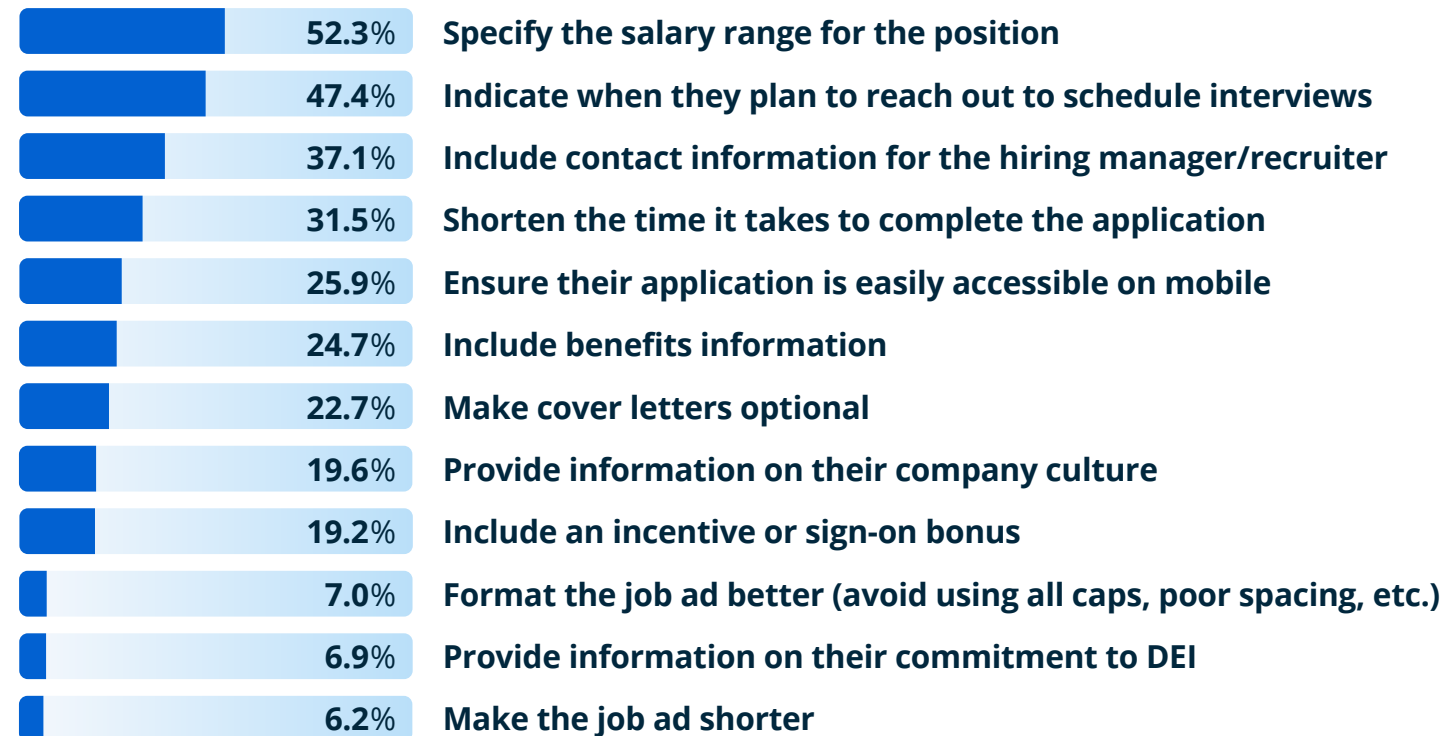 52.3% Specify the salary range for the position
47.4% Indicate when they plan to reach out to schedule interviews
37.1% Include contact information for the hiring manager/recruiter
31.5% Shorten the time it takes to complete the application
25.9% Ensure their application is easily accessible on mobile
24.7% Include benefits information
22.7% Make cover letters optional
19.6% Provide information on their company culture
19.2% Include an incentive or sign-on bonus
7.0% Format the job ad better (avoid using all caps, poor spacing, etc.)
6.9% Provide information on their commitment to DEI
6.2% Make the job ad shorter